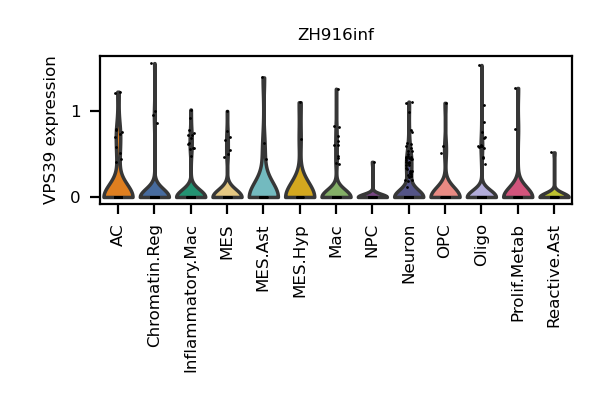 ZH916inf
VPS39 expression
1
0
AC
Chromatin.Reg
Inflammatory.Mac
MES
MES.Ast
MES.Hyp
Mac
NPC
Neuron
OPC
Oligo
Prolif.Metab
Reactive.Ast